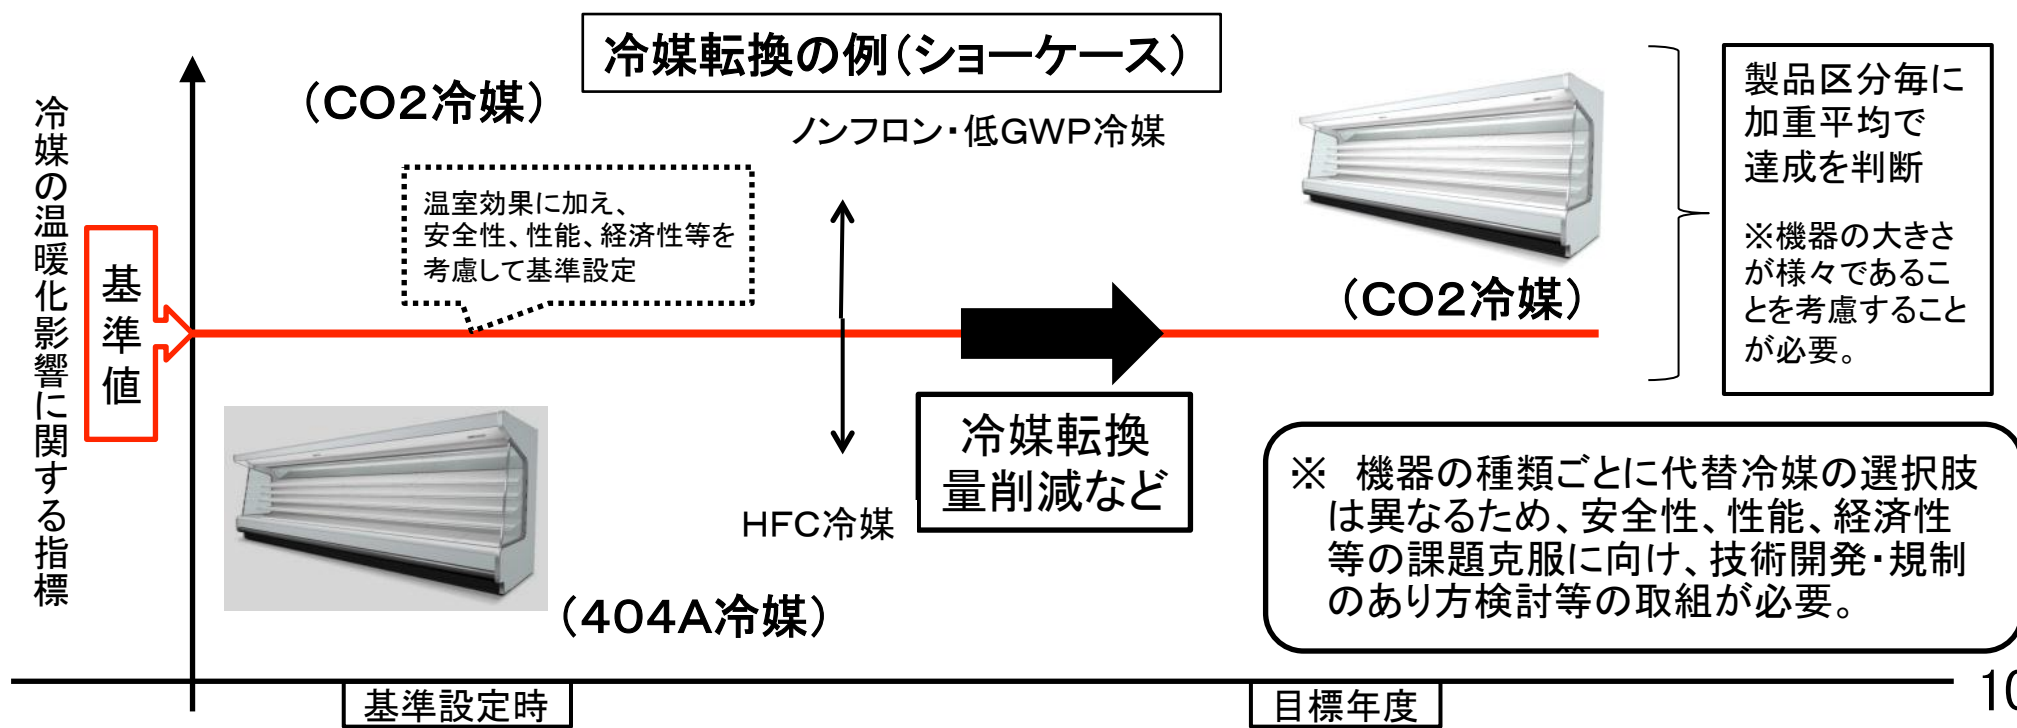 冷媒転換の例(ショーケース)
冷媒の温暖化影響に関する指標
基準値
(CO2冷媒)
ノンフロン・低GWP冷媒
温室効果に加え、
安全性、性能、経済性等を
考慮して基準設定
(CO2冷媒)
製品区分毎に
加重平均で
達成を判断
※機器の大きさ
が様々であるこ
とを考慮すること
が必要。
冷媒転換
量削減など
HFC冷媒
(404A冷媒)
※ 機器の種類ごとに代替冷媒の選択肢
は異なるため、安全性、性能、経済性
等の課題克服に向け、技術開発・規制
のあり方検討等の取組が必要。
基準設定時
目標年度
10